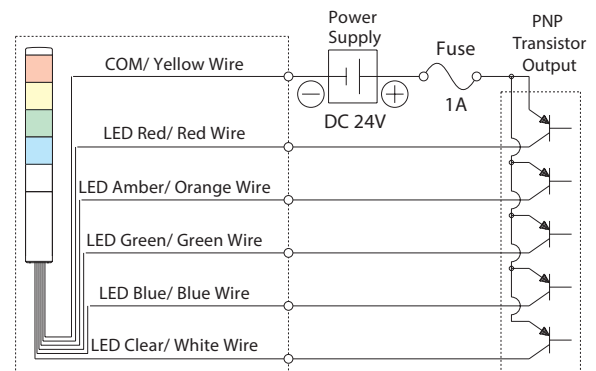 Power
Supply
Fuse
PNP
Transistor
Output
COM/ Yellow Wire
− +
DC 24V
1A
LED Red/ Red Wire
LED Amber/ Orange Wire
LED Green/ Green Wire
LED Blue/ Blue Wire
LED Clear/ White Wire